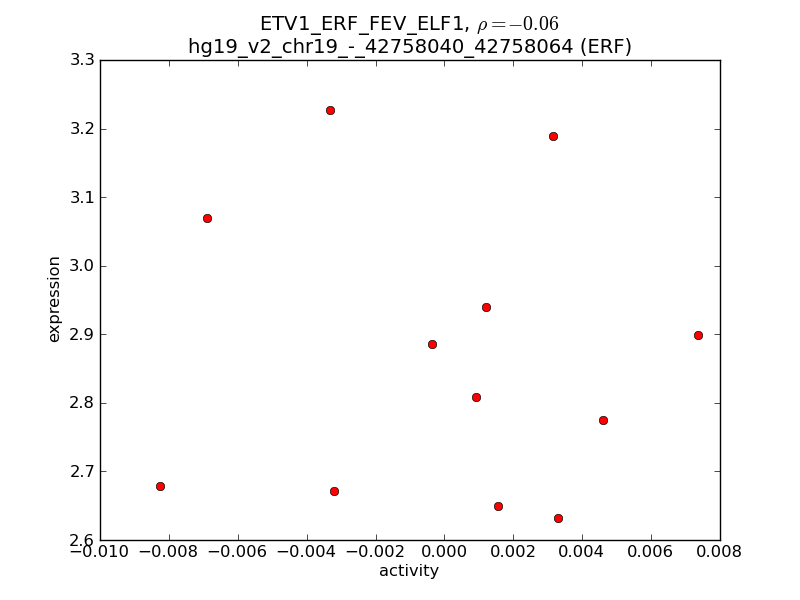 ETV1_ERF_FEV_ELF1, ρ=−0.06
hg19_v2_chr19_-_42758040_42758064 (ERF)
3.3
3.2
3.1
3.0
2.9
2.8
2.7
2.6
expression
−0.010 −0.008 −0.006 −0.004 −0.002 0.000 0.002 0.004 0.006 0.008
activity